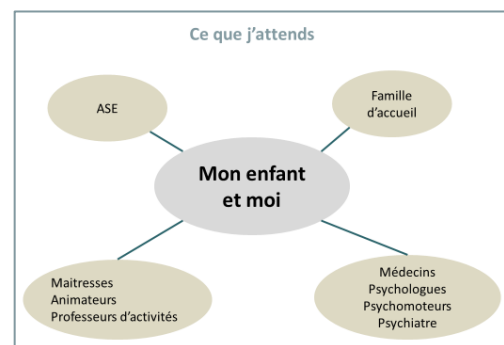 Ce que j’attends
ASE
Famille
d’accueil
Mon enfant
et moi
Maitresses
Animateurs
Professeurs d’activités
Médecins
Psychologues
Psychomoteurs
Psychiatre